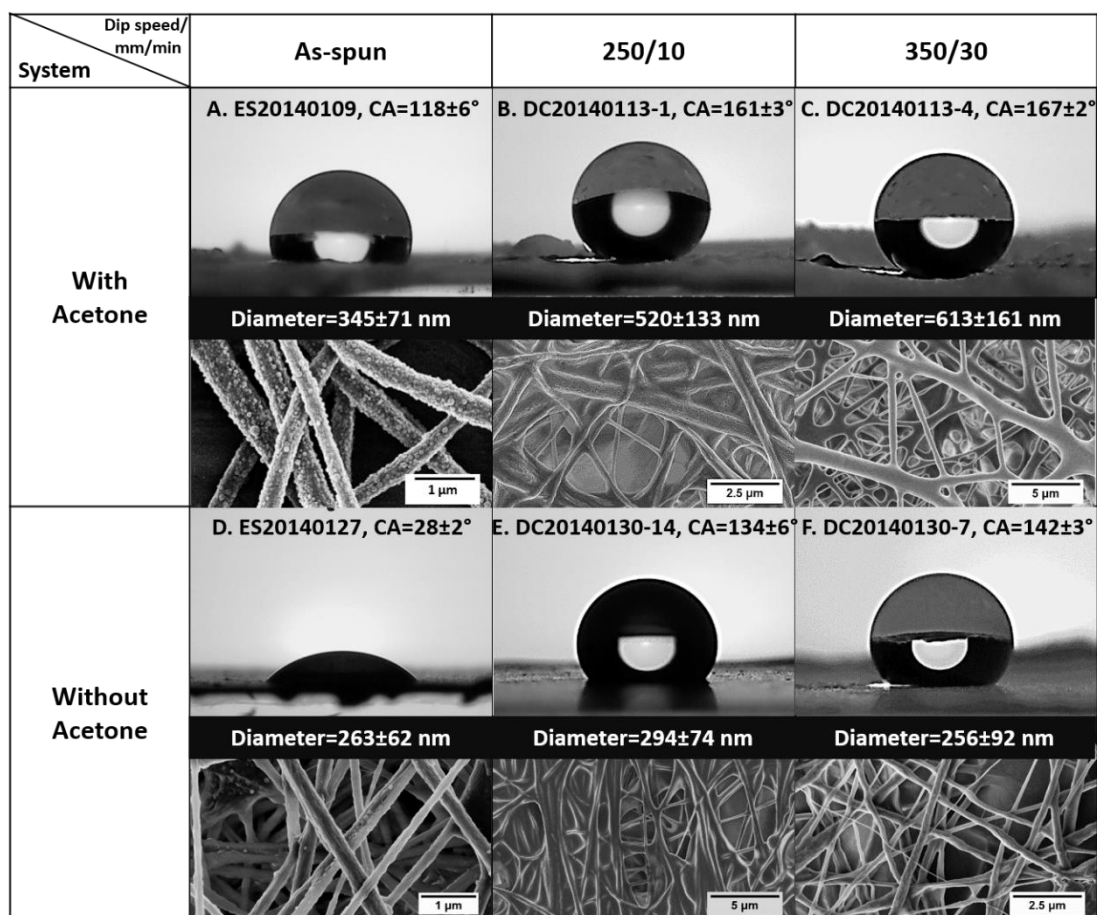 Dip speed/
mm/min
System
As-spun
250/10
350/30
With
Acetone
A. ES20140109, CA=118±6°
B. DC20140113-1, CA=161±3°
C. DC20140113-4, CA=167±2°
Diameter=345±71 nm
Diameter=520±133 nm
Diameter=613±161 nm
1 μm
2.5 μm
5 μm
Without
Acetone
D. ES20140127, CA=28±2°
E. DC20140130-14, CA=134±6°
F. DC20140130-7, CA=142±3°
Diameter=263±62 nm
Diameter=294±74 nm
Diameter=256±92 nm
1 μm
5 μm
2.5 μm